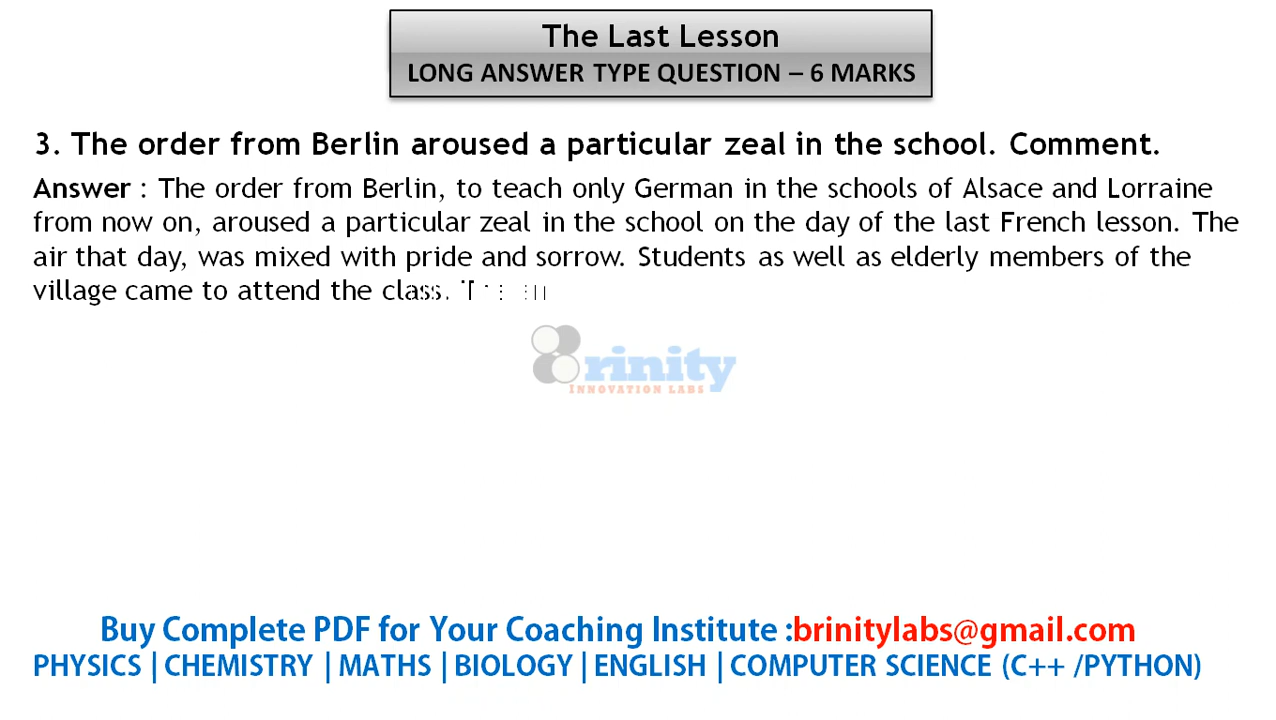 The Last Lesson
LONG ANSWER TYPE QUESTION – 6 MARKS
3. The order from Berlin aroused a particular zeal in the school. Comment.
Answer : The order from Berlin, to teach only German in the schools of Alsace and Lorraine
from now on, aroused a particular zeal in the school on the day of the last French lesson. The
air that day, was mixed with pride and sorrow. Students as well as elderly members of the
village came to attend the class.
rinity
INNOVATION LABS
Buy Complete PDF for Your Coaching Institute :brinitylabs@gmail.com
PHYSICS | CHEMISTRY | MATHS | BIOLOGY | ENGLISH | COMPUTER SCIENCE (C++ /PYTHON)